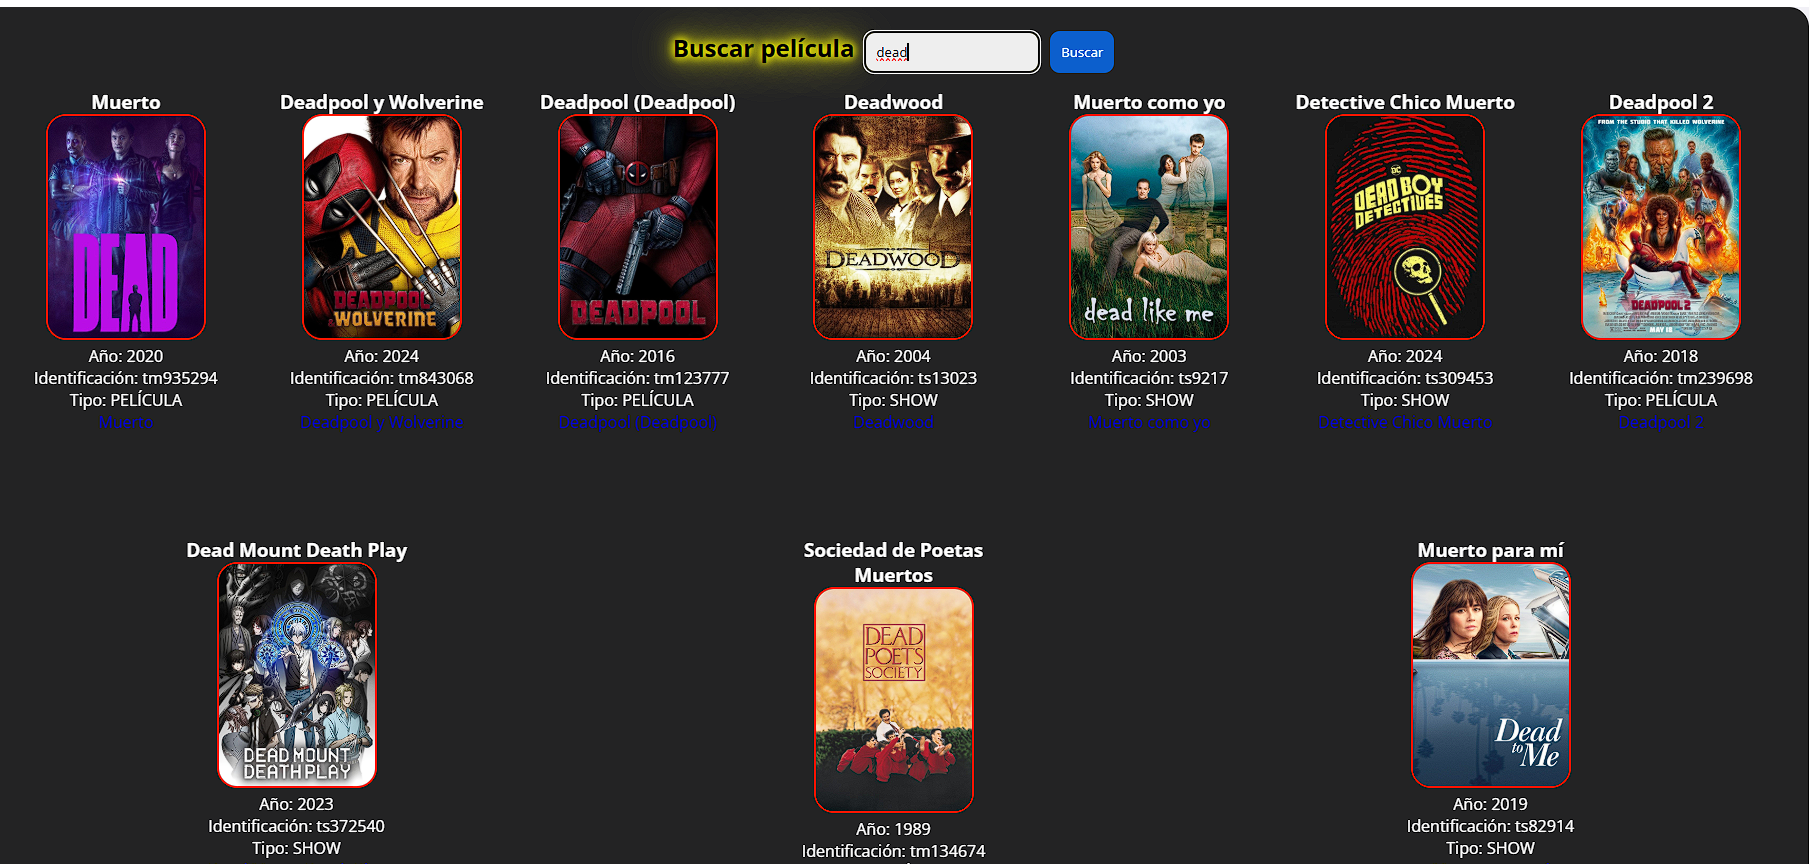 Buscar película dead Buscar
Muerto
Deadpool y Wolverine
Deadpool (Deadpool)
Deadwood
Muerto como yo
Detective Chico Muerto
Deadpool 2
DEAD
DEADPOOL
WOLVERINE
DEADPOOL
DEADWOOD
dead like me
DC
DEAD BOY
DETECTIVES
FROM THE STUDIO THAT KILLED WOLVERINE
DEADPOOL 2
MAY 18
Año: 2020
Identificación: tm935294
Tipo: PELÍCULA
Muerto
Año: 2024
Identificación: tm843068
Tipo: PELÍCULA
Deadpool y Wolverine
Año: 2016
Identificación: tm123777
Tipo: PELÍCULA
Deadpool (Deadpool)
Año: 2004
Identificación: ts13023
Tipo: SHOW
Deadwood
Año: 2003
Identificación: ts9217
Tipo: SHOW
Muerto como yo
Año: 2024
Identificación: ts309453
Tipo: SHOW
Detective Chico Muerto
Año: 2018
Identificación: tm239698
Tipo: PELÍCULA
Deadpool 2
Dead Mount Death Play
DEAD MOUNT
DEATH PLAY
Año: 2023
Identificación: ts372540
Tipo: SHOW
Sociedad de Poetas
Muertos
DEAD
POETS
SOCIETY
Año: 1989
Identificación: tm134674
Muerto para mí
Dead
to Me
Año: 2019
Identificación: ts82914
Tipo: SHOW